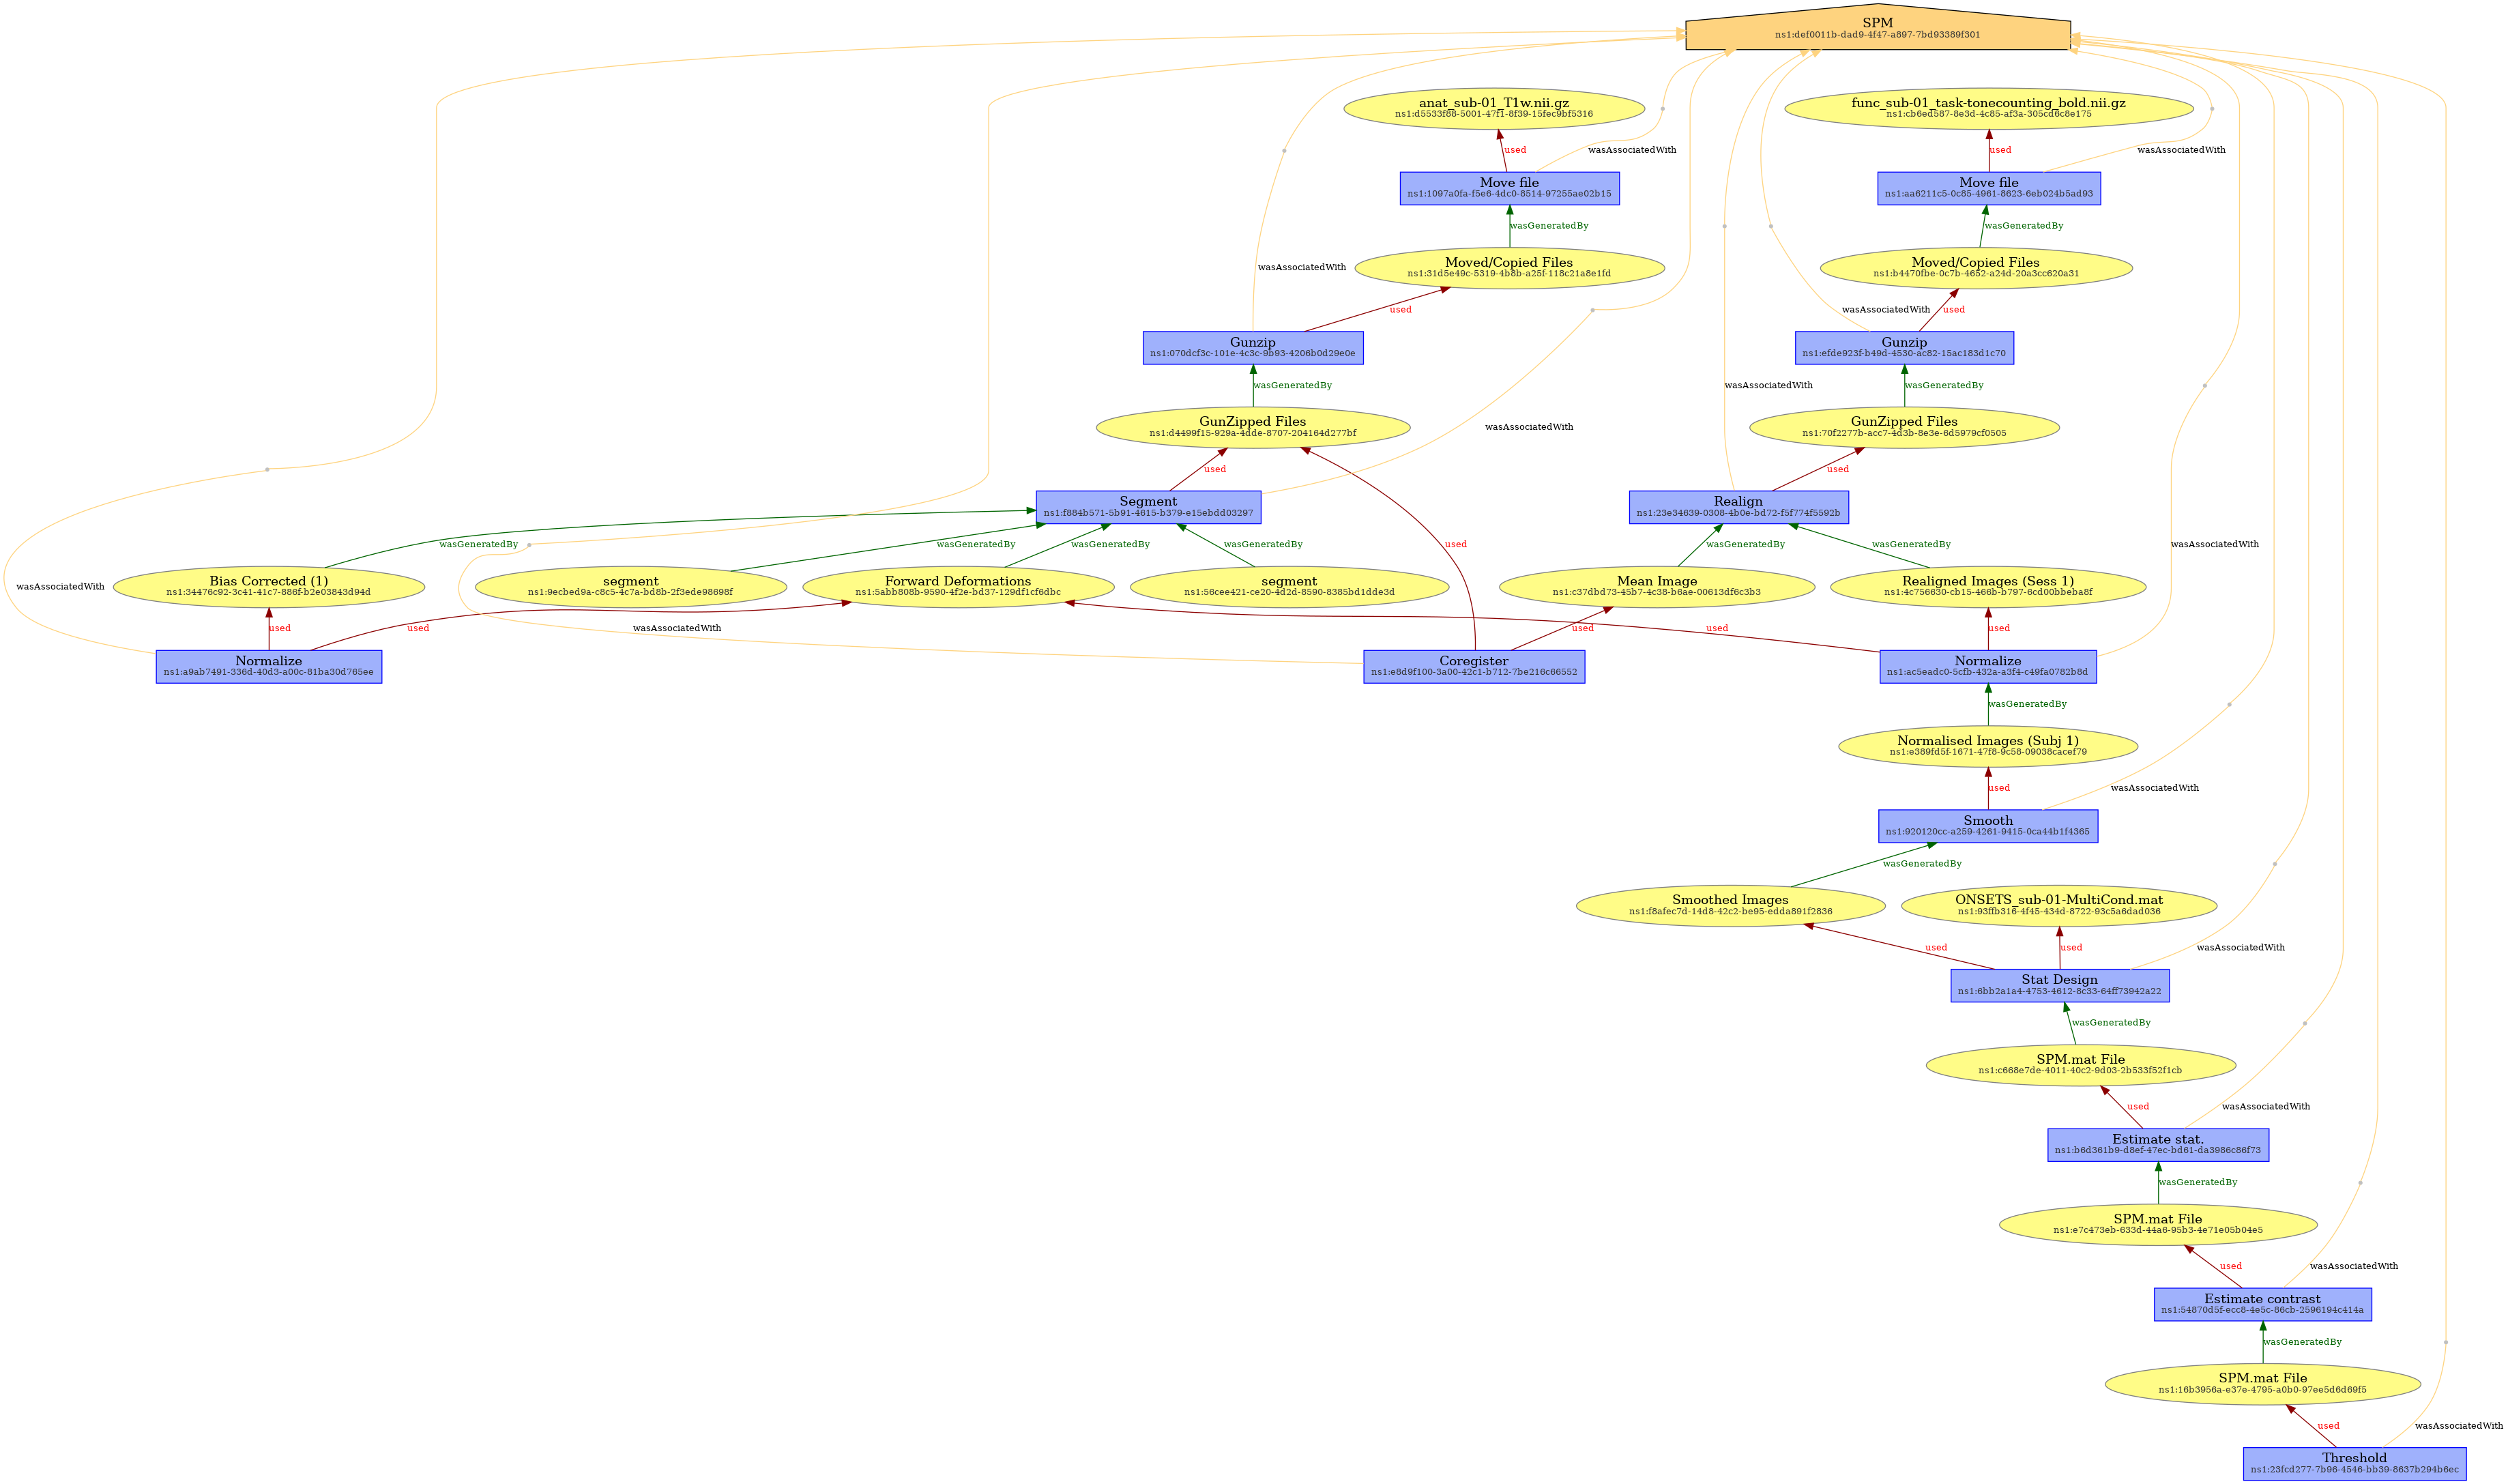 SPM
ns1:def0011b-dad9-4f47-a897-7bd93389f301
anat_sub-01_T1w.nii.gz
ns1:d5533f88-5001-47f1-8f39-15fec9bf5316
func_sub-01_task-tonecounting_bold.nii.gz
ns1:cb6ed587-8e3d-4c85-af3a-305cd6c8e175
used
wasAssociatedWith
used
wasAssociatedWith
Move file
ns1:1097a0fa-f5e6-4dc0-8514-97255ae02b15
Move file
ns1:aa6211c5-0c85-4961-8623-6eb024b5ad93
wasGeneratedBy
wasGeneratedBy
wasAssociatedWith
Moved/Copied Files
ns1:31d5e49c-5319-4b8b-a25f-118c21a8e1fd
Moved/Copied Files
ns1:b4470fbe-0c7b-4652-a24d-20a3cc620a31
used
wasAssociatedWith
used
Gunzip
ns1:070dcf3c-101e-4c3c-9b93-4206b0d29e0e
Gunzip
ns1:efde923f-b49d-4530-ac82-15ac183d1c70
wasGeneratedBy
wasAssociatedWith
wasGeneratedBy
GunZipped Files
ns1:d4499f15-929a-4dde-8707-204164d277bf
wasAssociatedWith
GunZipped Files
ns1:70f2277b-acc7-4d3b-8e3e-6d5979cf0505
used
used
Segment
ns1:f884b571-5b91-4615-b379-e15ebdd03297
Realign
ns1:23e34639-0308-4b0e-bd72-f5f774f5592b
wasGeneratedBy
wasGeneratedBy
wasGeneratedBy
wasGeneratedBy
used
wasGeneratedBy
wasGeneratedBy
wasAssociatedWith
wasAssociatedWith
Bias Corrected (1)
ns1:34476c92-3c41-41c7-886f-b2e03843d94d
segment
ns1:9ecbed9a-c8c5-4c7a-bd8b-2f3ede98698f
Forward Deformations
ns1:5abb808b-9590-4f2e-bd37-129df1cf6dbc
segment
ns1:56cee421-ce20-4d2d-8590-8385bd1dde3d
Mean Image
ns1:c37dbd73-45b7-4c38-b6ae-00613df6c3b3
Realigned Images (Sess 1)
ns1:4c756630-cb15-466b-b797-6cd00bbeba8f
used
used
wasAssociatedWith
used
used
used
Normalize
ns1:a9ab7491-336d-40d3-a00c-81ba30d765ee
Coregister
ns1:e8d9f100-3a00-42c1-b712-7be216c66552
Normalize
ns1:ac5eadc0-5cfb-432a-a3f4-c49fa0782b8d
wasGeneratedBy
Normalised Images (Subj 1)
ns1:e389fd5f-1671-47f8-9c58-09038cacef79
used
wasAssociatedWith
Smooth
ns1:920120cc-a259-4261-9415-0ca44b1f4365
wasGeneratedBy
Smoothed Images
ns1:f8afec7d-14d8-42c2-be95-edda891f2836
ONSETS_sub-01-MultiCond.mat
ns1:93ffb316-4f45-434d-8722-93c5a6dad036
used
used
wasAssociatedWith
Stat Design
ns1:6bb2a1a4-4753-4612-8c33-64ff73942a22
wasGeneratedBy
SPM.mat File
ns1:c668e7de-4011-40c2-9d03-2b533f52f1cb
used
wasAssociatedWith
Estimate stat.
ns1:b6d361b9-d8ef-47ec-bd61-da3986c86f73
wasGeneratedBy
SPM.mat File
ns1:e7c473eb-633d-44a6-95b3-4e71e05b04e5
used
wasAssociatedWith
Estimate contrast
ns1:54870d5f-ecc8-4e5c-86cb-2596194c414a
wasGeneratedBy
SPM.mat File
ns1:16b3956a-e37e-4795-a0b0-97ee5d6d69f5
used
wasAssociatedWith
Threshold
ns1:23fcd277-7b96-4546-bb39-8637b294b6ec